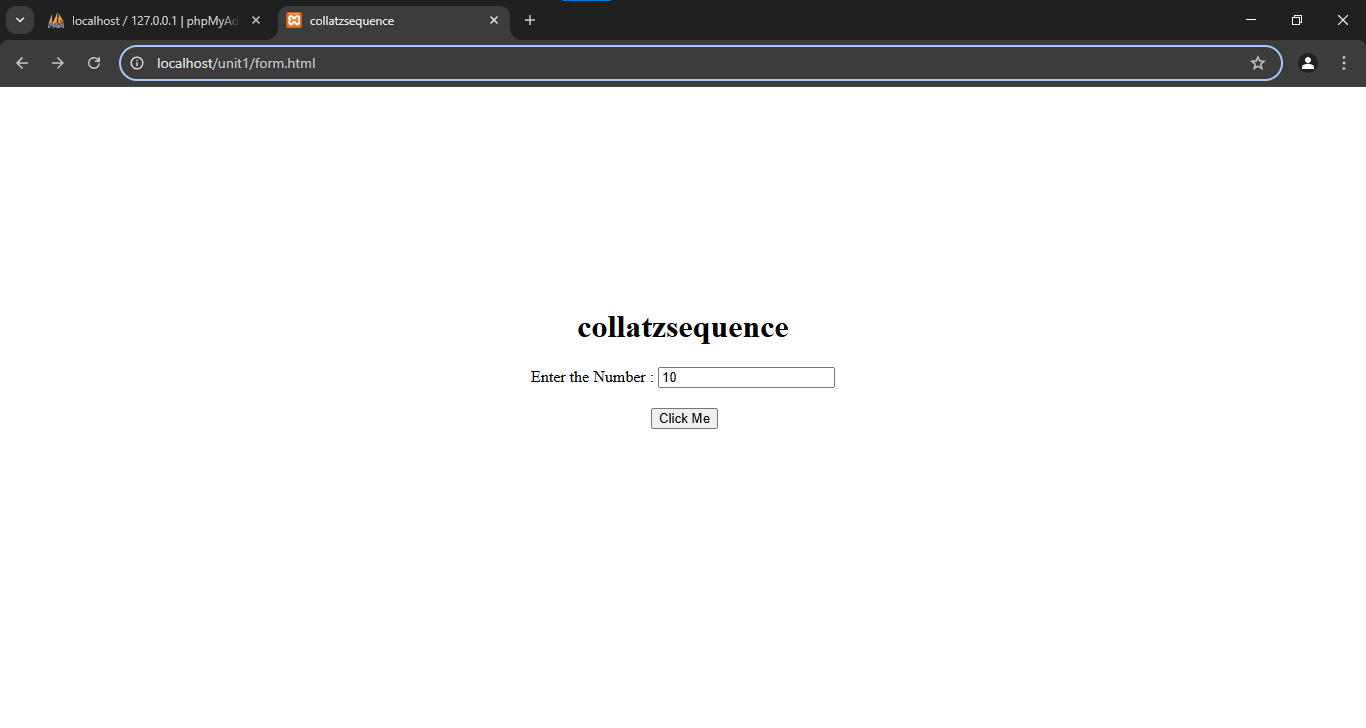 localhost / 127.0.0.1 | phpMyAd
collatzsequence
localhost/unit1/form.html
collatzsequence
Enter the Number : 10
Click Me